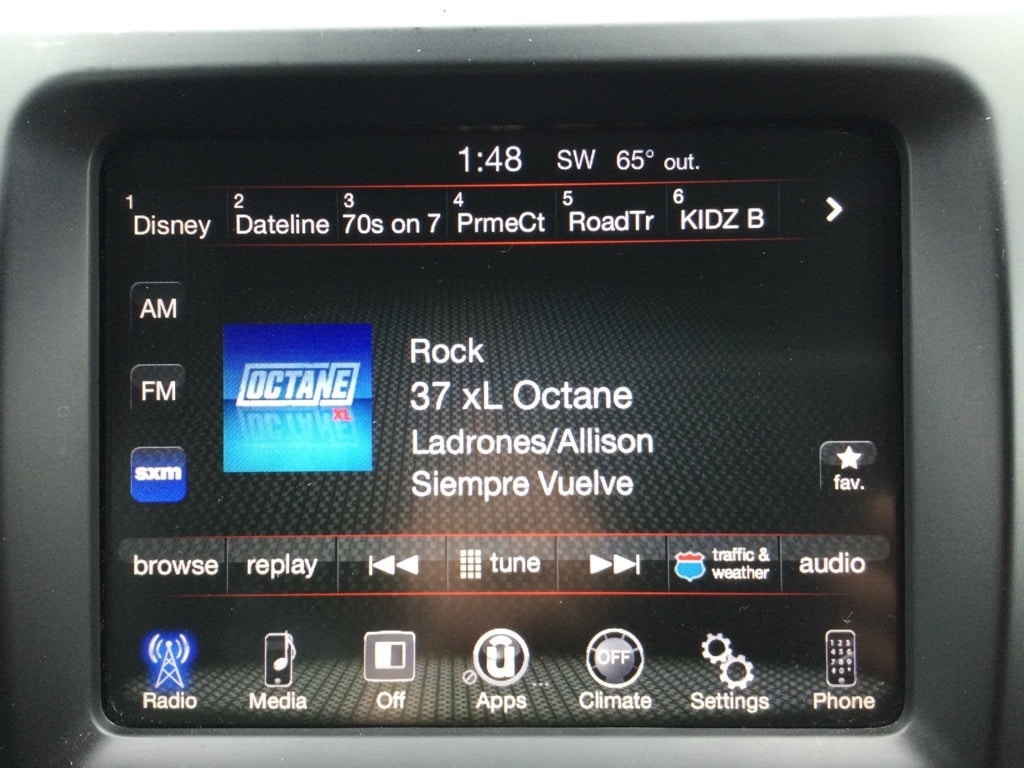 1:48 SW 65° out.
1 Disney 2 Dateline 3 70s on 7 4 PrmeCt 5 RoadTr 6 KIDZ B
AM
FM
sxm
OCTANE
XL
Rock
37 xL Octane
Ladrones/Allison
Siempre Vuelve
fav.
browse replay tune traffic & weather audio
OFF
Radio Media Off Apps ... Climate Settings Phone